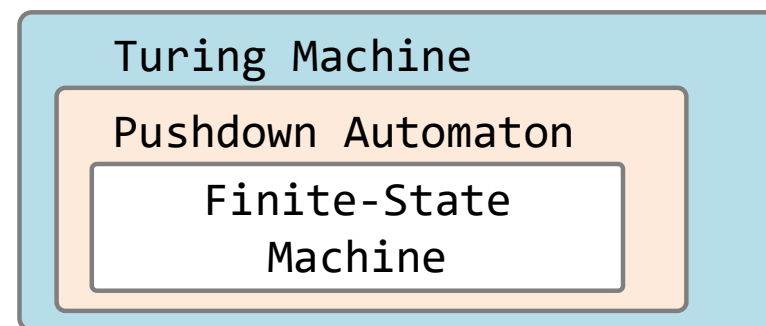 Turing Machine
Pushdown Automaton
Finite-State
Machine